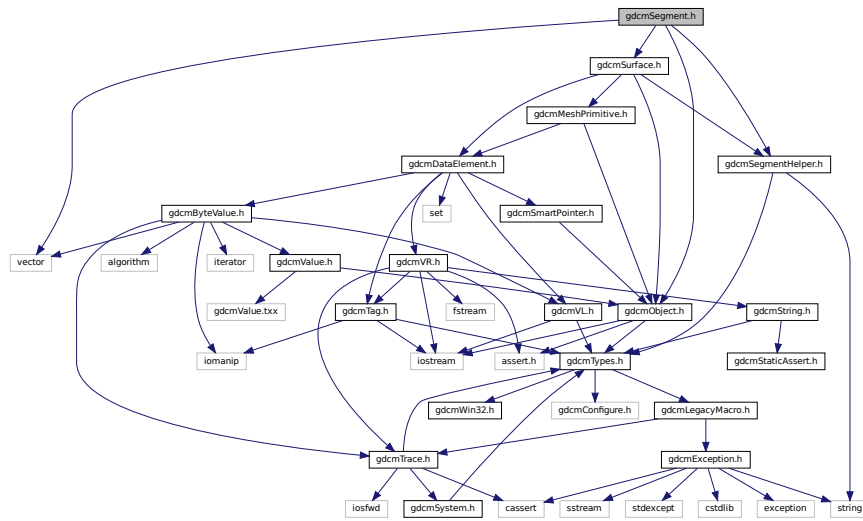 gdcmSegment.h
gdcmSurface.h
gdcmMeshPrimitive.h
gdcmDataElement.h
gdcmSegmentHelper.h
gdcmByteValue.h
set
gdcmSmartPointer.h
vector
algorithm
iterator
gdcmValue.h
gdcmVR.h
gdcmValue.txx
gdcmTag.h
fstream
gdcmVL.h
gdcmObject.h
gdcmString.h
iomanip
iostream
assert.h
gdcmTypes.h
gdcmStaticAssert.h
gdcmWin32.h
gdcmConfigure.h
gdcmLegacyMacro.h
gdcmTrace.h
gdcmException.h
iosfwd
gdcmSystem.h
cassert
sstream
stdexcept
cstdlib
exception
string